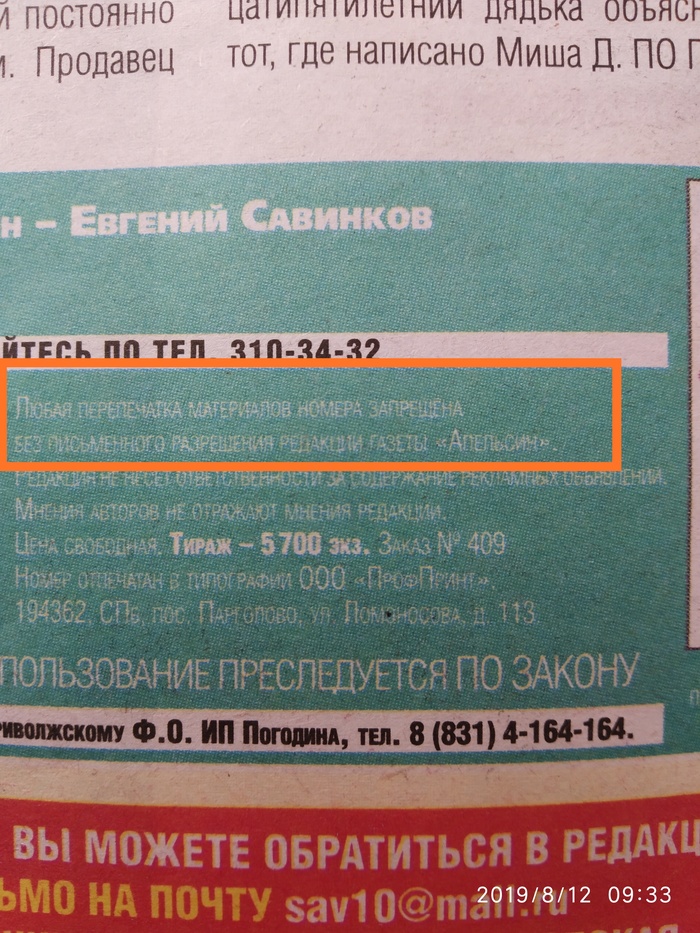 постоянно
цатипятилетний дядька объясн
Продавец
тот, где написано Миша Д. ПО
н – Евгений Савинков
ЙТЕСЬ ПО ТЕЛ. 310-34-32
Любая перепечатка материалов номера запрещена
без письменного разрешения редакции газеты «Апельсин».
Редакция не несет ответственности за содержание рекламных объявлений.
Мнения авторов не отражают мнения редакции.
Цена свободная. Тираж – 5700 экз. Заказ № 409
Номер отпечатан в типографии ООО «ПрофПринт».
194362, СПб, пос. Парголово, ул. Ломоносова, д. 113
ПОЛЬЗОВАНИЕ ПРЕСЛЕДУЕТСЯ ПО ЗАКОНУ
риволжскому Ф.О. ИП Погодина, тел. 8 (831) 4-164-164.
ВЫ МОЖЕТЕ ОБРАТИТЬСЯ В РЕДАКЦ
ЬМО НА ПОЧТУ sav10@mail.ru
2019/8/12 09:33